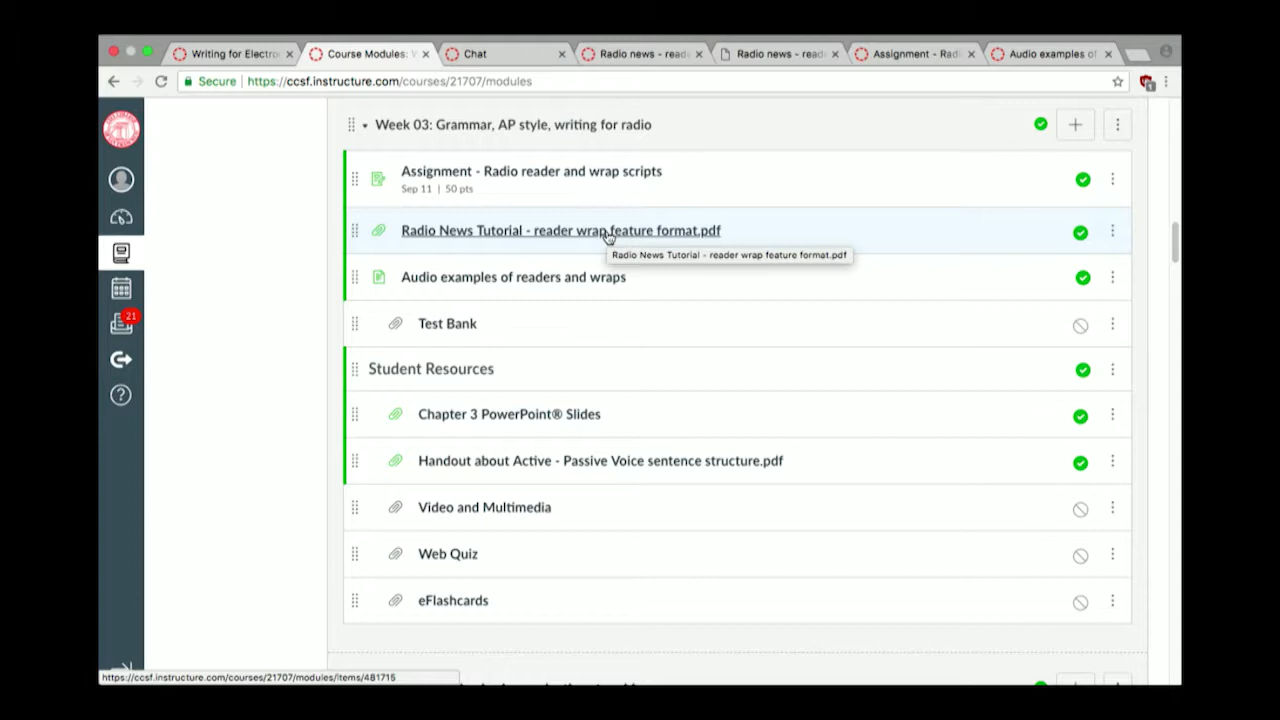 Writing for Electro
Course Modules: V
Chat
Radio news - read
Radio news - read
Assignment - Rad
Audio examples of
Secure | https://ccsf.instructure.com/courses/21707/modules
1
Week 03: Grammar, AP style, writing for radio
Assignment - Radio reader and wrap scripts
Sep 11 | 50 pts
Radio News Tutorial - reader wrap feature format.pdf
Radio News Tutorial - reader wrap feature format.pdf
Audio examples of readers and wraps
21
Test Bank
Student Resources
Chapter 3 PowerPoint® Slides
Handout about Active - Passive Voice sentence structure.pdf
Video and Multimedia
Web Quiz
eFlashcards
https://ccsf.instructure.com/courses/21707/modules/items/481715